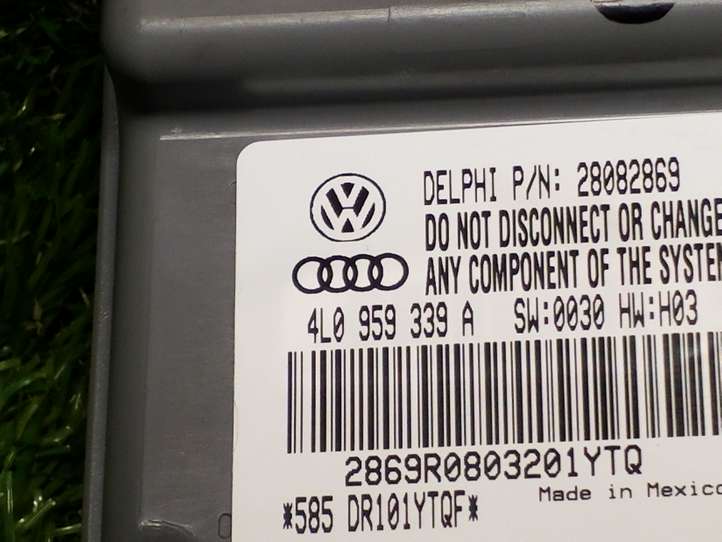 DELPHI P/N: 28082869
DO NOT DISCONNECT OR CHANGE
ANY COMPONENT OF THE SYSTEM
4L0 959 339 A SW:0030 HW:H03
2869R0803201YTQ
*585 DR101YTQF* Made in Mexico